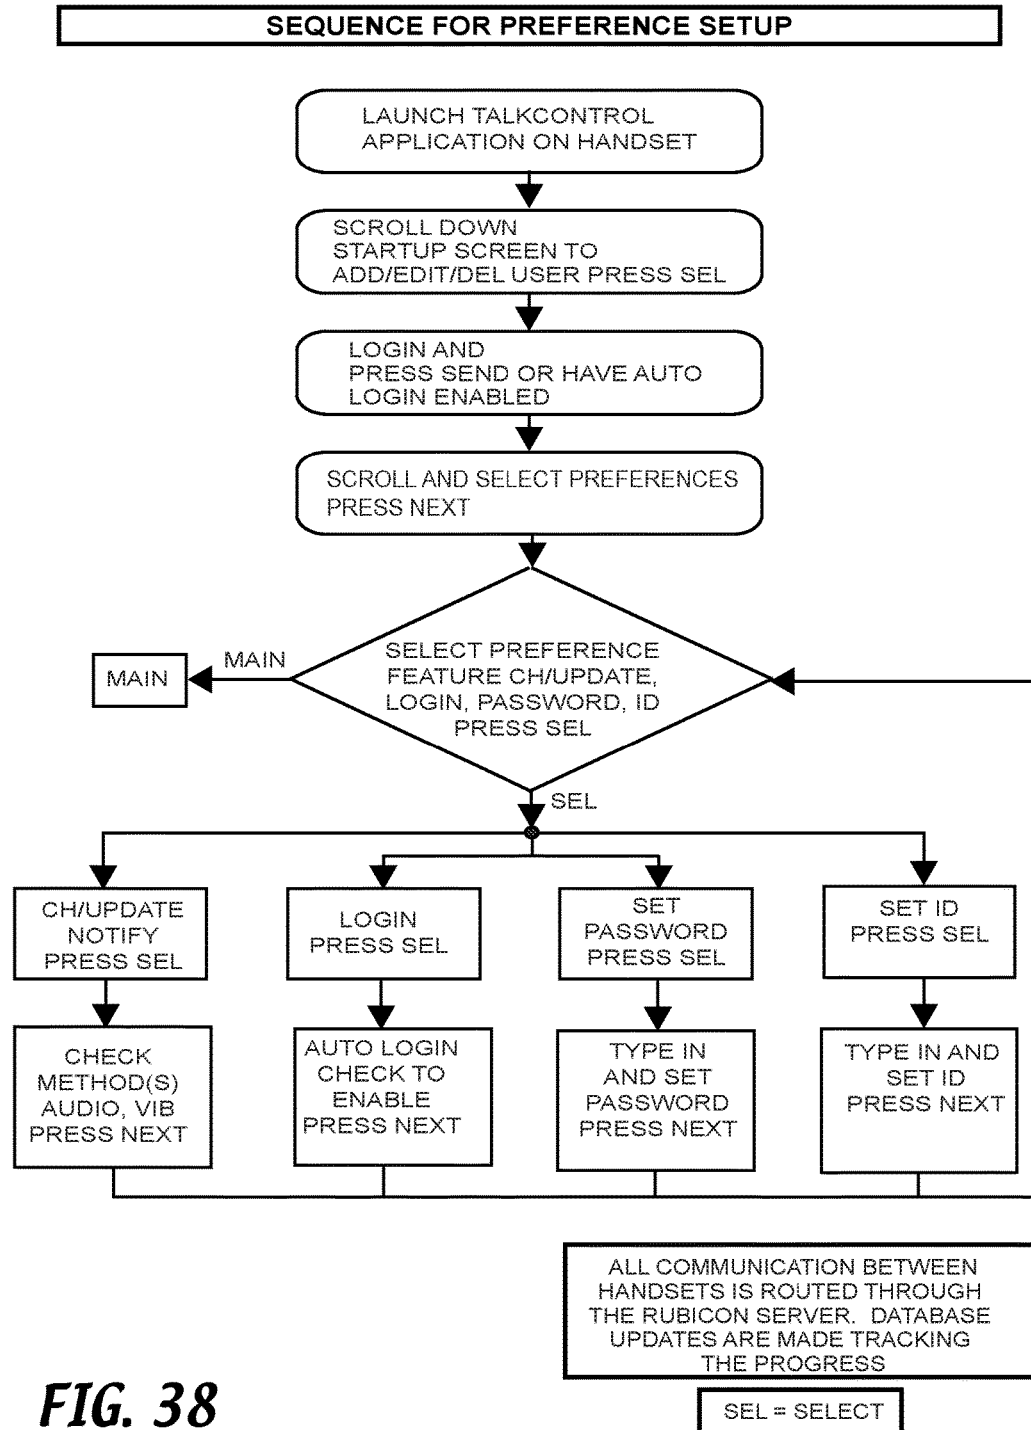 SEQUENCE FOR PREFERENCE SETUP
LAUNCH TALKCONTROL
APPLICATION ON HANDSET
SCROLL DOWN
STARTUP SCREEN TO
ADD/EDIT/DEL USER PRESS SEL
LOGIN AND
PRESS SEND OR HAVE AUTO
LOGIN ENABLED
SCROLL AND SELECT PREFERENCES
PRESS NEXT
SELECT PREFERENCE
FEATURE CH/UPDATE,
LOGIN, PASSWORD, ID
PRESS SEL
MAIN
MAIN
SEL
CH/UPDATE
NOTIFY
PRESS SEL
LOGIN
PRESS SEL
SET
PASSWORD
PRESS SEL
SET ID
PRESS SEL
CHECK
METHOD(S)
AUDIO, VIB
PRESS NEXT
AUTO LOGIN
CHECK TO
ENABLE
PRESS NEXT
TYPE IN
AND SET
PASSWORD
PRESS NEXT
TYPE IN AND
SET ID
PRESS NEXT
ALL COMMUNICATION BETWEEN
HANDSETS IS ROUTED THROUGH
THE RUBICON SERVER. DATABASE
UPDATES ARE MADE TRACKING
THE PROGRESS
SEL = SELECT
FIG. 38